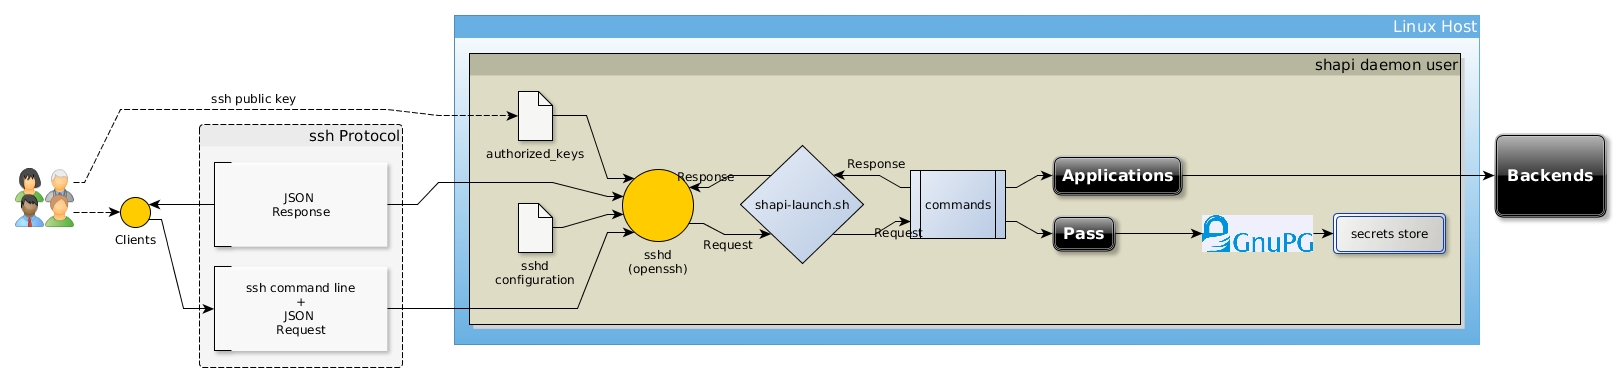 Linux Host
shapi daemon user
ssh public key
ssh Protocol
authorized_keys
JSON
Response
Clients
ssh command line
+
JSON
Request
sshd
configuration
sshd
(openssh)
Response
Request
shapi-launch.sh
Response
Request
commands
Applications
Pass
GnuPG
secrets store
Backends